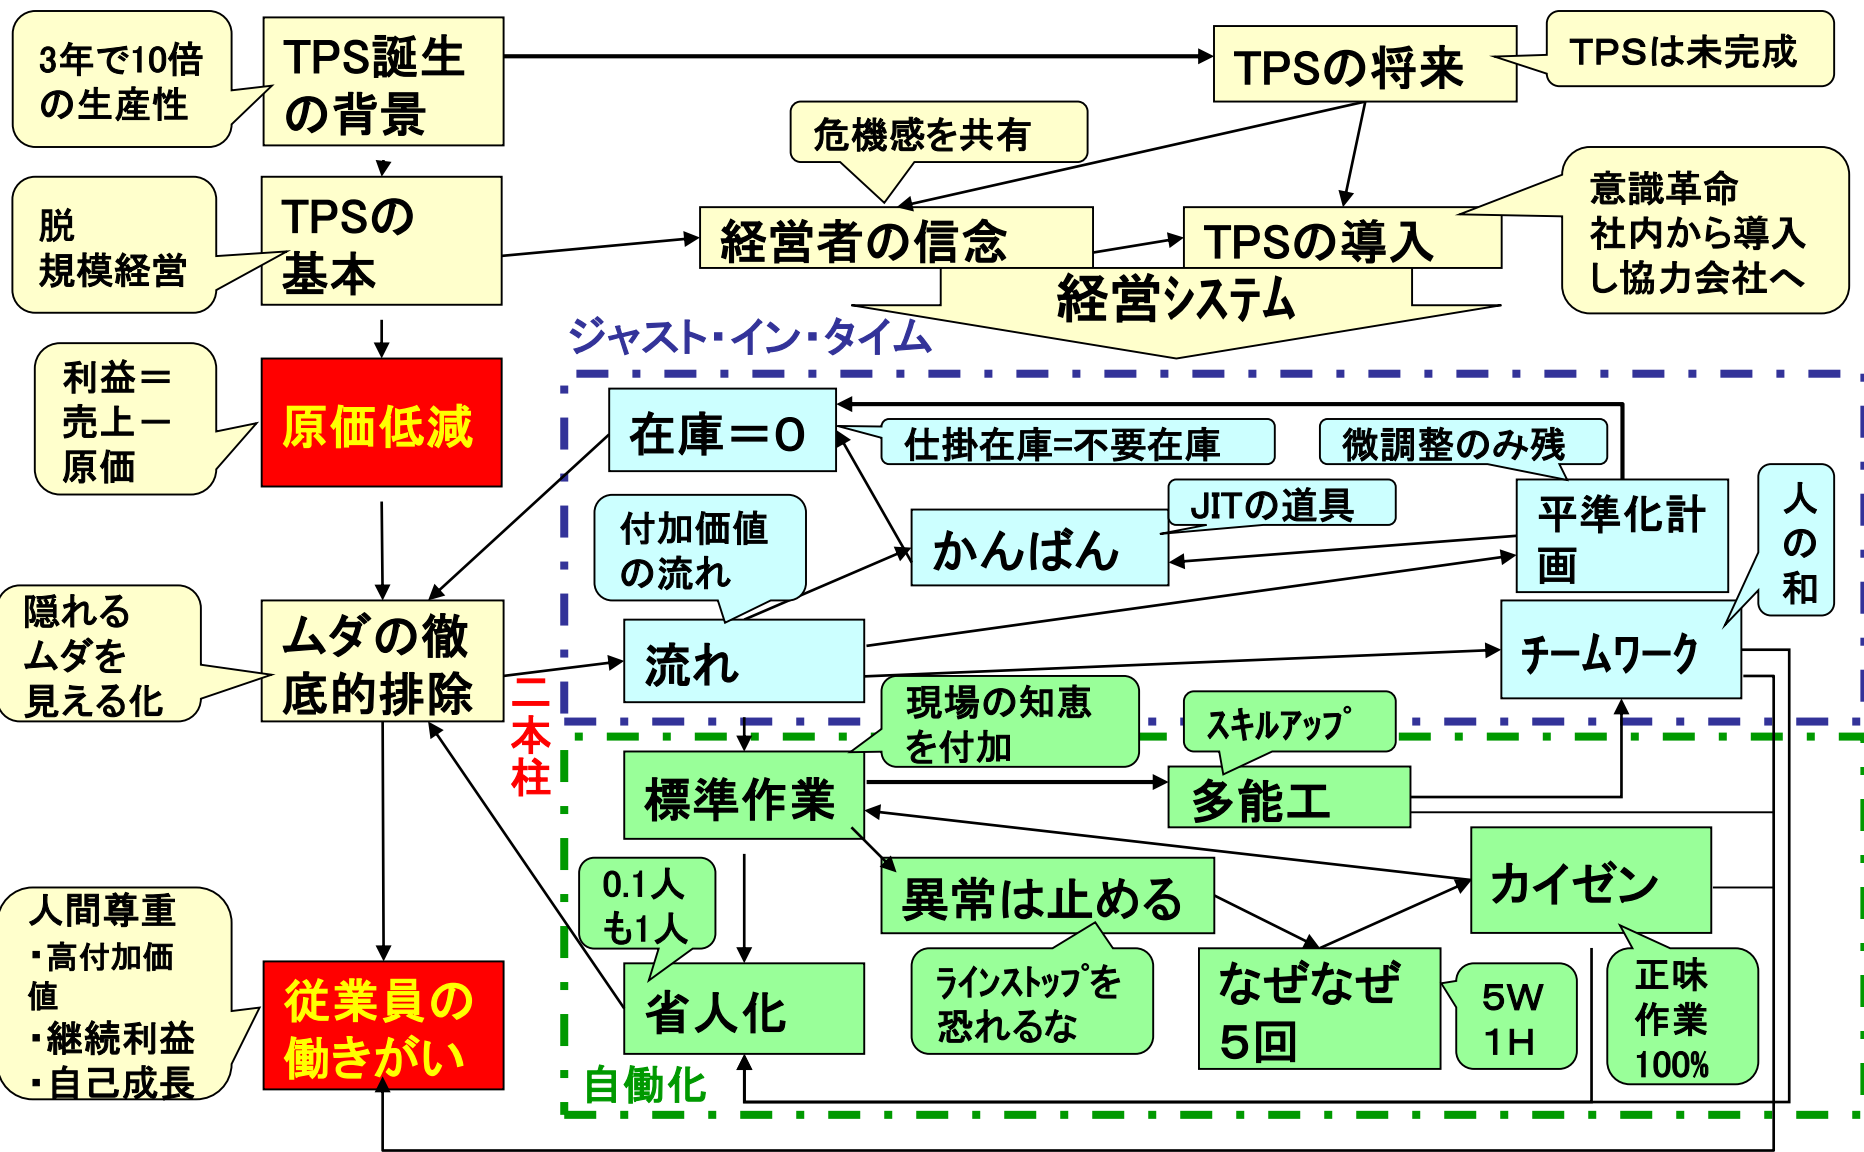 3年で10倍
の生産性
TPS誕生
の背景
TPSの将来
TPSは未完成
危機感を共有
脱
規模経営
TPSの
基本
経営者の信念
TPSの導入
意識革命
社内から導入
し協力会社へ
経営システム
ジャスト・イン・タイム
利益＝
売上－
原価
原価低減
在庫＝0
仕掛在庫=不要在庫
微調整のみ残
付加価値
の流れ
かんばん
JITの道具
平準化計
画
人
の
和
隠れる
ムダを
見える化
ムダの徹
底的排除
流れ
チームワーク
二
本
柱
現場の知恵
を付加
スキルアップ
標準作業
多能工
0.1人
も1人
異常は止める
カイゼン
人間尊重
・高付加価
値
・継続利益
・自己成長
従業員の
働きがい
省人化
ラインストップを
恐れるな
なぜなぜ
５回
５W
１H
正味
作業
100%
自働化